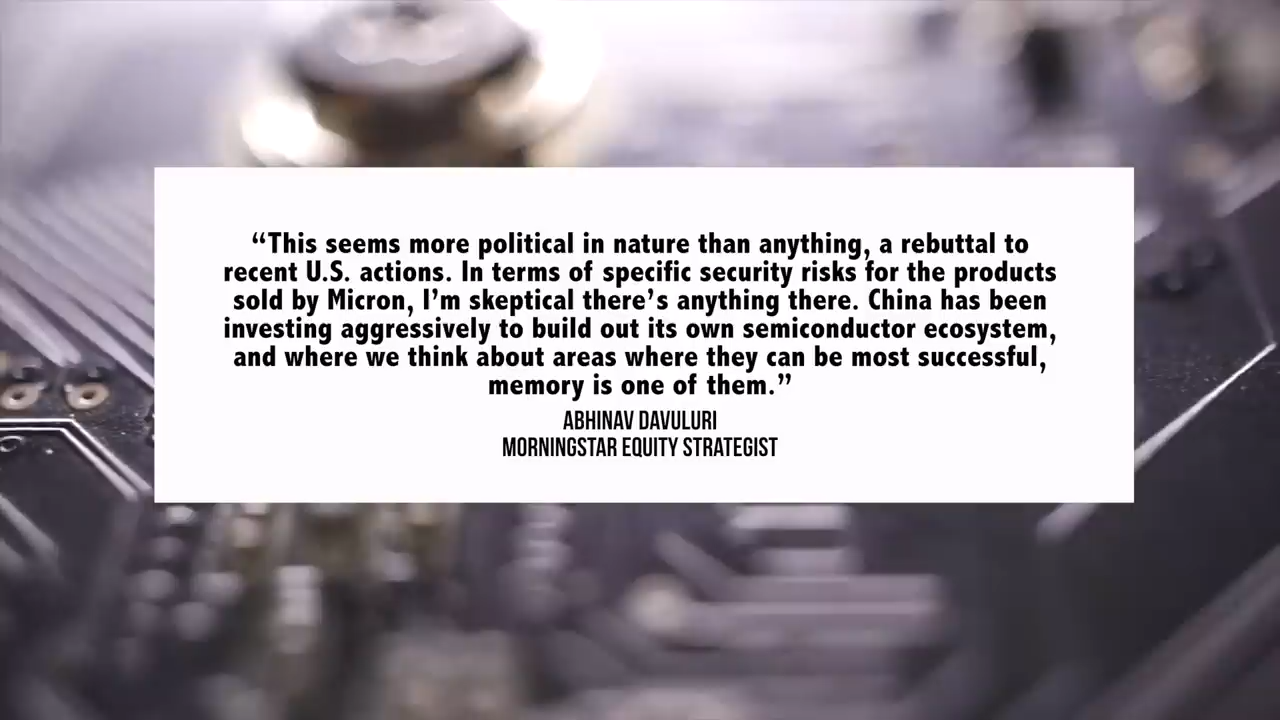 “This seems more political in nature than anything, a rebuttal to
recent U.S. actions. In terms of specific security risks for the products
sold by Micron, I’m skeptical there’s anything there. China has been
investing aggressively to build out its own semiconductor ecosystem,
and where we think about areas where they can be most successful,
memory is one of them.”
ABHINAV DAVULURI
MORNINGSTAR EQUITY STRATEGIST